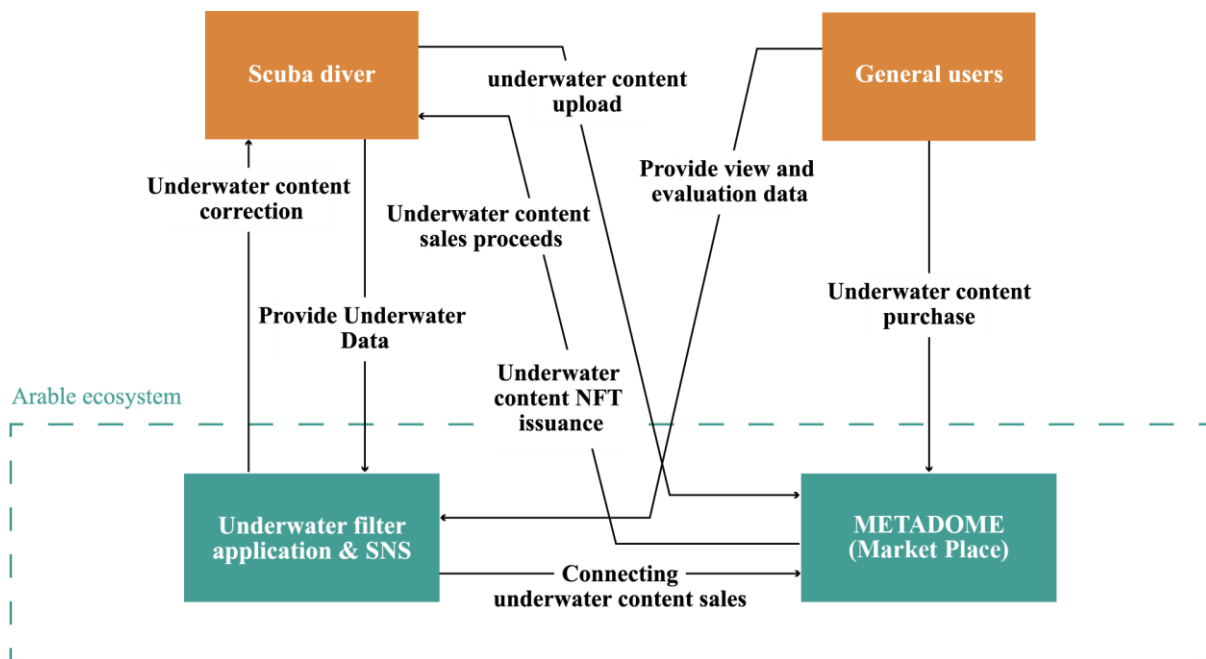 Scuba diver
underwater content
upload
General users
Provide view and
evaluation data
Underwater content
correction
Underwater content
sales proceeds
Underwater content
purchase
Provide Underwater
Data
Underwater
content NFT
issuance
Arable ecosystem
Underwater filter
application & SNS
METADOME
(Market Place)
Connecting
underwater content sales